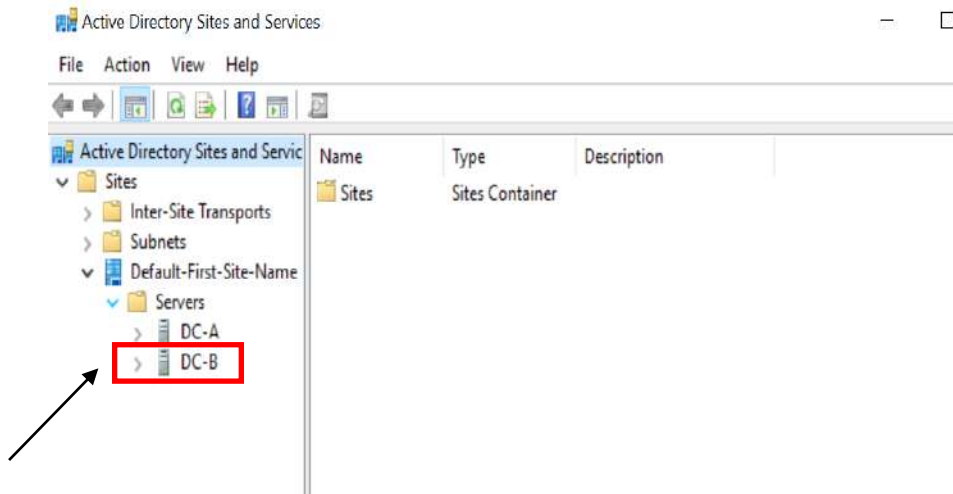 Active Directory Sites and Services
File Action View Help
Active Directory Sites and Servic
Name Type Description
Sites
Sites Sites Container
Inter-Site Transports
Subnets
Default-First-Site-Name
Servers
DC-A
DC-B